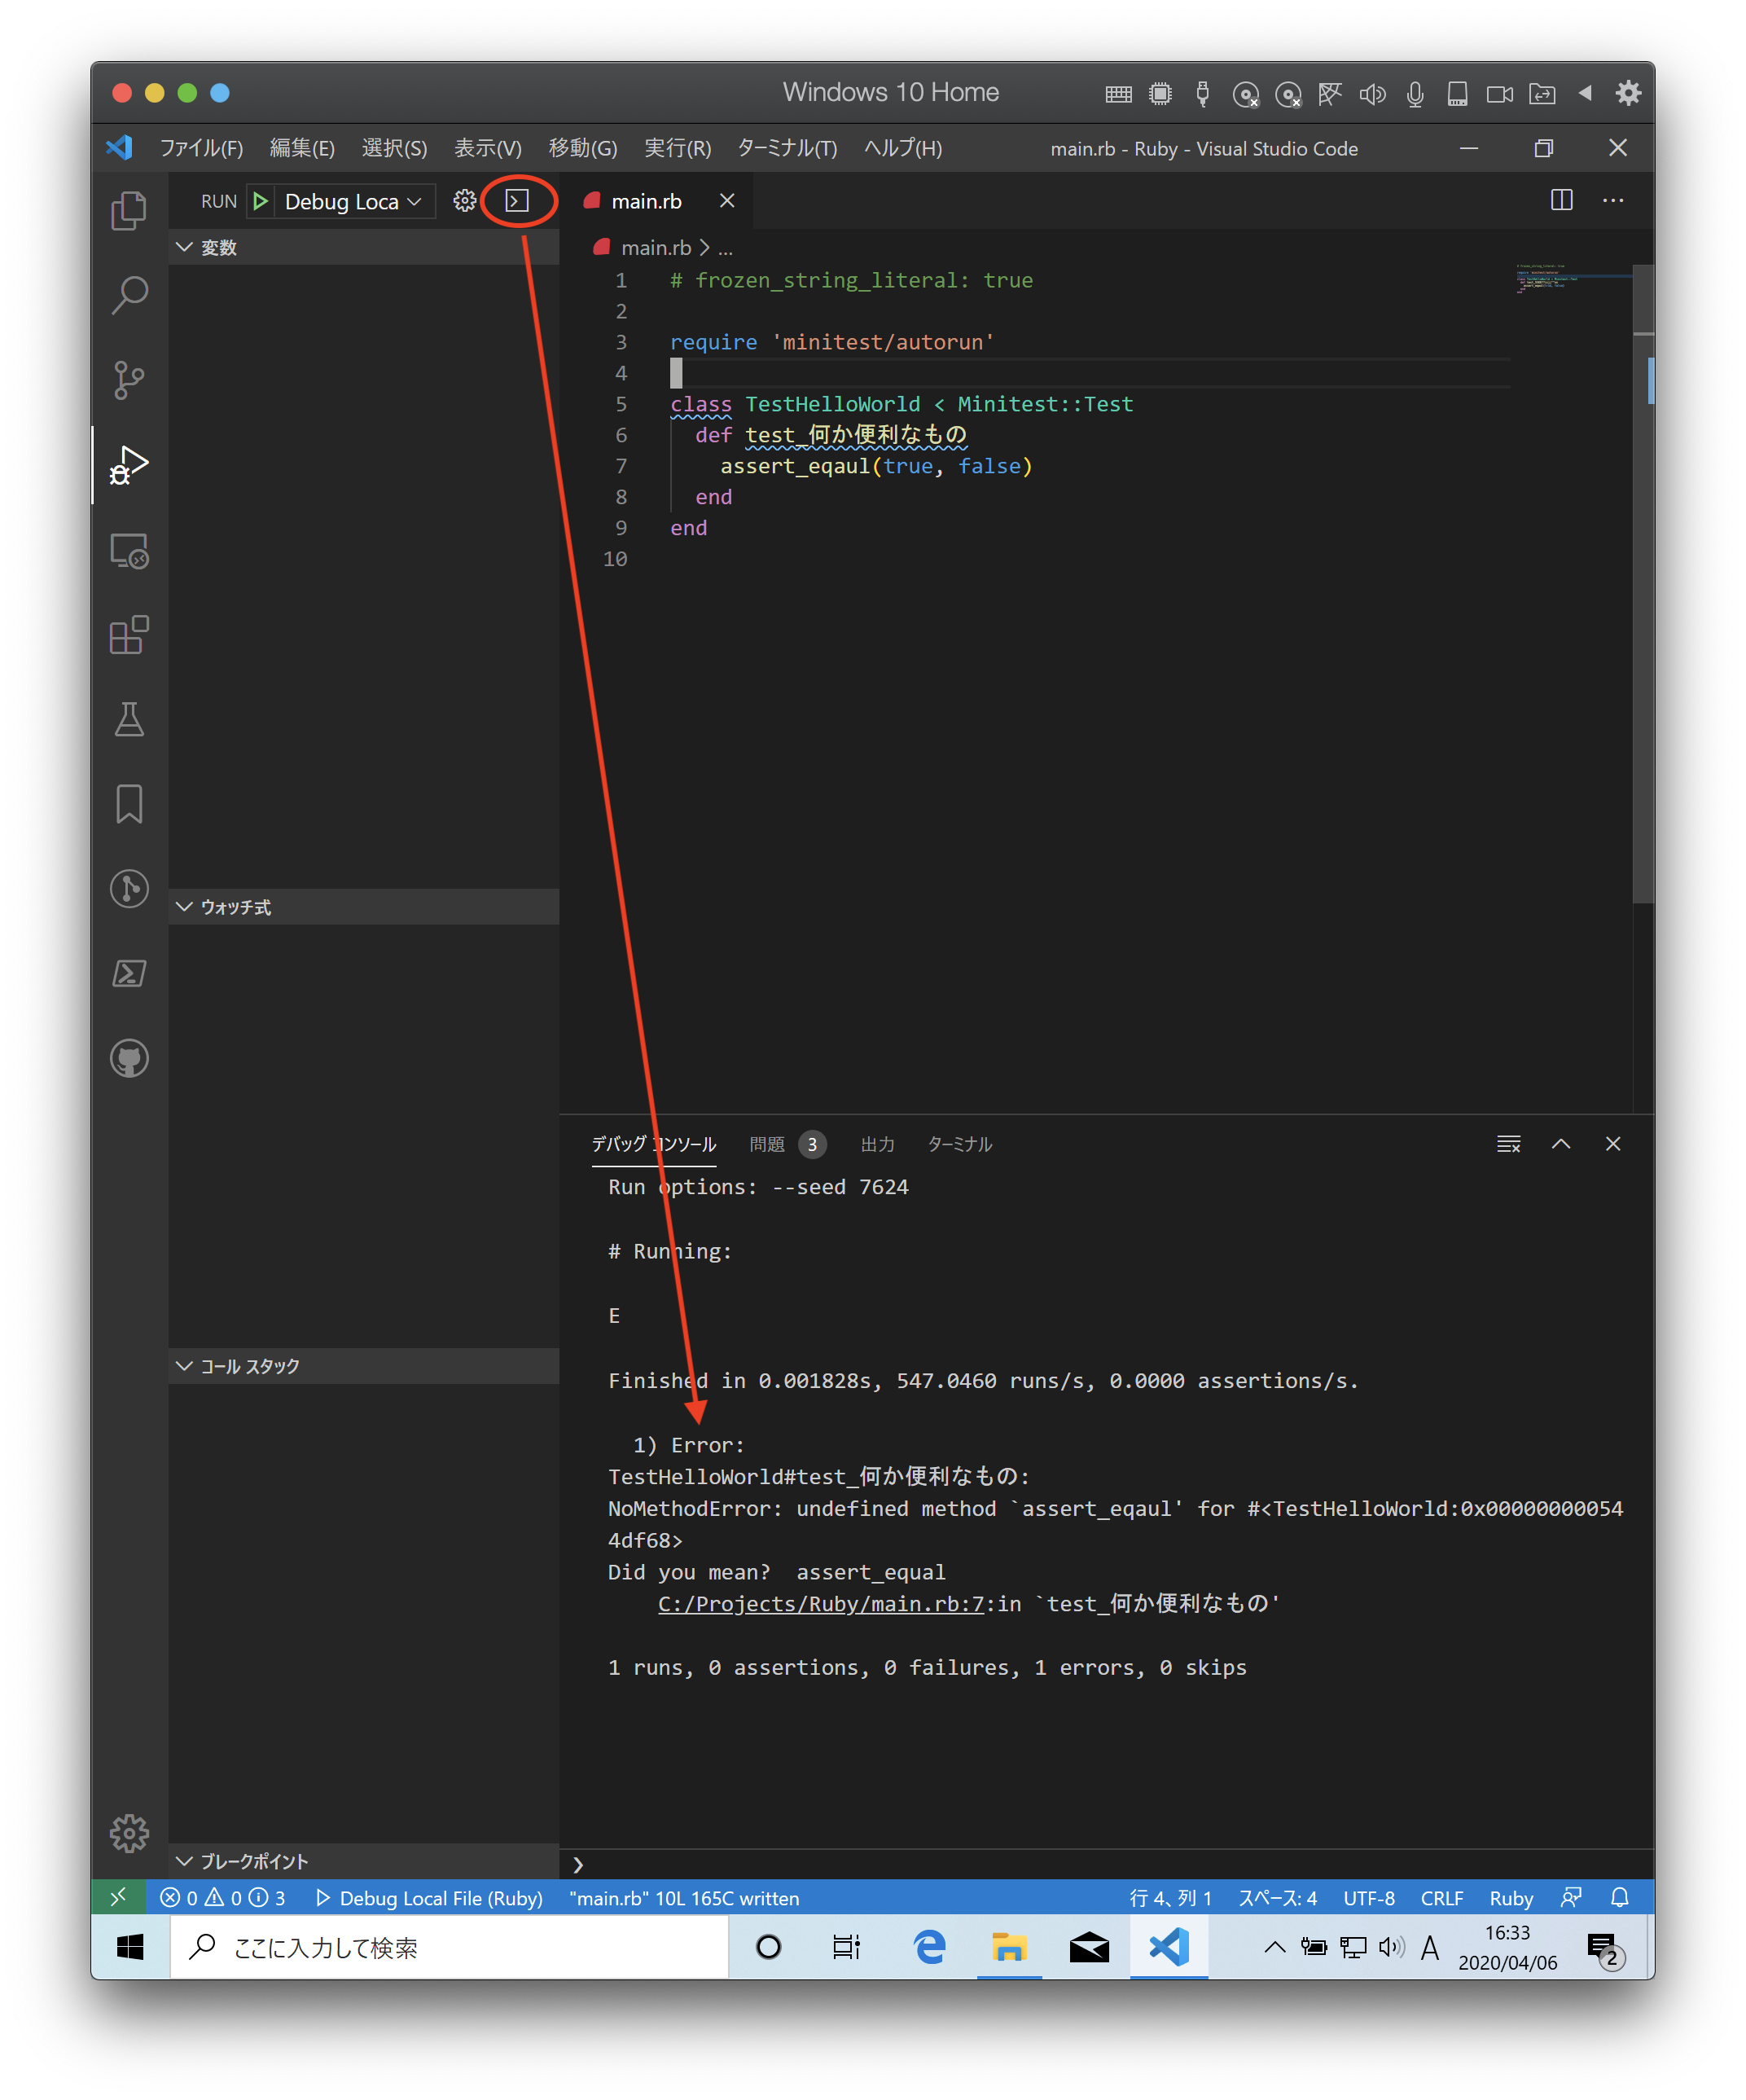 Windows 10 Home
ファイル(F) 編集(E) 選択(S) 表示(V) 移動(G) 実行(R) ターミナル(T) ヘルプ(H) main.rb - Ruby - Visual Studio Code
RUN Debug Loca
main.rb
変数
main.rb > ...
1 # frozen_string_literal: true
2
3 require 'minitest/autorun'
4
5 class TestHelloWorld < Minitest::Test
6 def test_何か便利なもの
7 assert_eqaul(true, false)
8 end
9 end
10
ウォッチ式
コール スタック
ブレークポイント
デバッグ コンソール 問題 3 出力 ターミナル
Run options: --seed 7624
# Running:
E
Finished in 0.001828s, 547.0460 runs/s, 0.0000 assertions/s.
1) Error:
TestHelloWorld#test_何か便利なもの:
NoMethodError: undefined method `assert_eqaul' for #<TestHelloWorld:0x00000000054
4df68>
Did you mean?  assert_equal
C:/Projects/Ruby/main.rb:7:in `test_何か便利なもの'
1 runs, 0 assertions, 0 failures, 1 errors, 0 skips
0 0 3 Debug Local File (Ruby) "main.rb" 10L 165C written 行 4、列 1 スペース: 4 UTF-8 CRLF Ruby
ここに入力して検索
A
16:33
2020/04/06
2